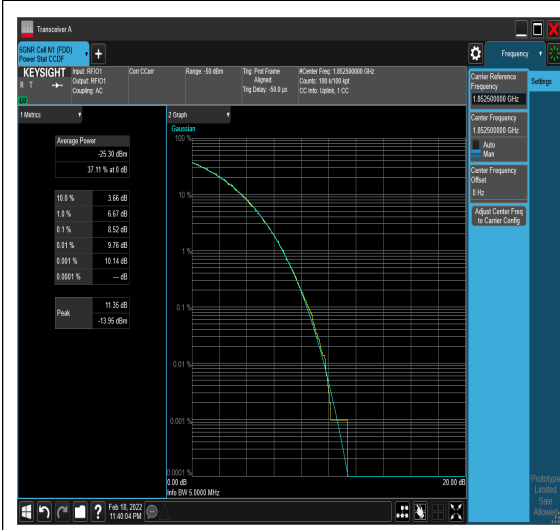 Transceiver A
5GNR Cell N1 (FDD)
Power Stat CCDF
Frequency
KEYSIGHT
R T
Input: RFIO1
Output: RFIO1
Coupling: AC
Corr CCorr
Range: -50 dBm
Trig: Prot Frame
Aligned
Trig Delay: -50.0 µs
#Center Freq: 1.852500000 GHz
Counts: 100 k/100 kpt
CC Info: Uplink, 1 CC
1 Metrics
Average Power
-25.30 dBm
37.11 % at 0 dB
10.0 % 3.66 dB
1.0 % 6.67 dB
0.1 % 8.52 dB
0.01 % 9.76 dB
0.001 % 10.14 dB
0.0001 % --- dB
Peak
11.35 dB
-13.95 dBm
2 Graph
Gaussian
100 %
10 %
1 %
0.1 %
0.01 %
0.001 %
0.0001 %
0.00 dB
20.00 dB
Info BW 5.0000 MHz
Carrier Reference
Frequency
1.852500000 GHz
Center Frequency
1.852500000 GHz
Auto
Man
Center Frequency
Offset
0 Hz
Adjust Center Freq
to Carrier Config
Settings
Prototype
Limited
Sale
Allowed
Feb 18, 2022
11:40:04 PM